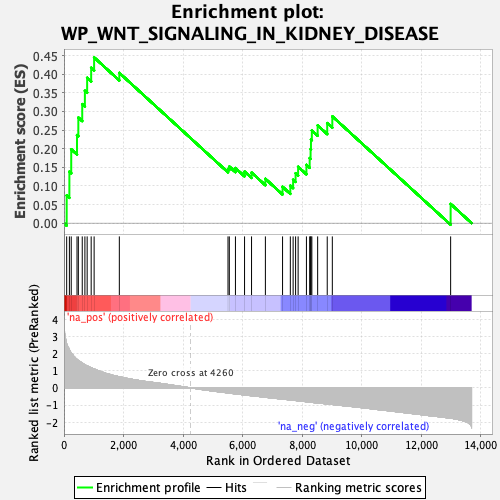 Enrichment plot:
WP_WNT_SIGNALING_IN_KIDNEY_DISEASE
Enrichment score (ES)
0.45
0.40
0.35
0.30
0.25
0.20
0.15
0.10
0.05
0.00
'na_pos' (positively correlated)
Ranked list metric (PreRanked)
4
3
2
1
0
-1
-2
Zero cross at 4260
'na_neg' (negatively correlated)
0
2,000
4,000
6,000
8,000
10,000
12,000
14,000
Rank in Ordered Dataset
Enrichment profile
Hits
Ranking metric scores